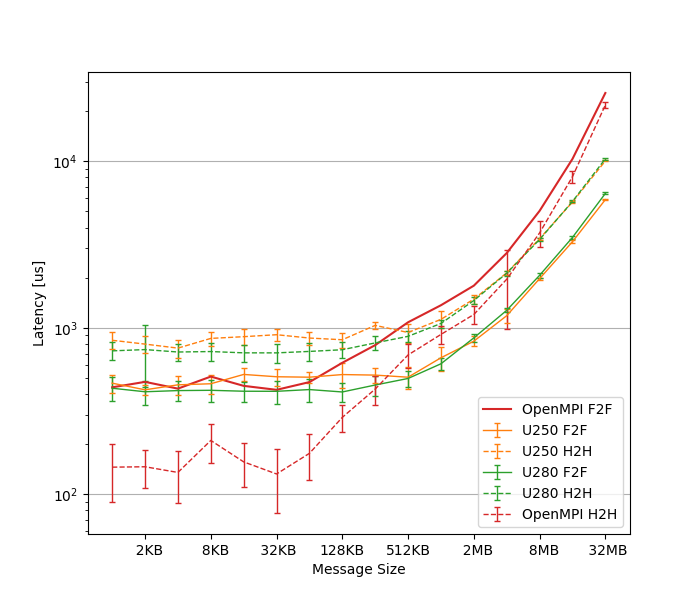 Latency [us]
10⁴
10³
10²
2KB 8KB 32KB 128KB 512KB 2MB 8MB 32MB
Message Size
OpenMPI F2F
U250 F2F
U250 H2H
U280 F2F
U280 H2H
OpenMPI H2H